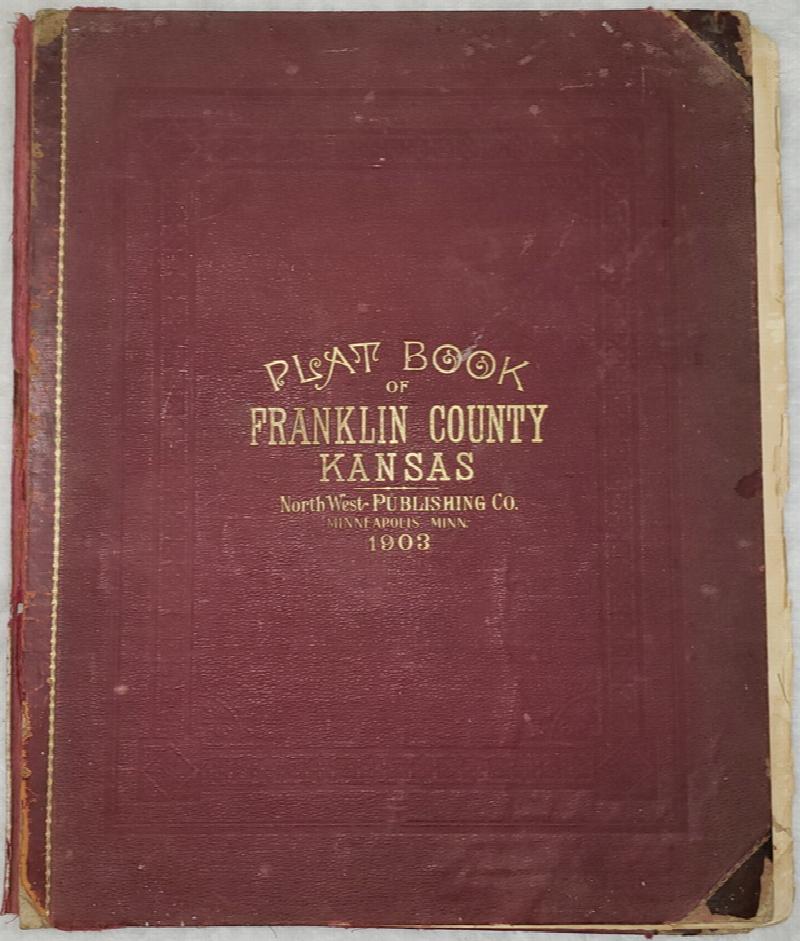 PLAT BOOK
OF
FRANKLIN COUNTY
KANSAS
North West-PUBLISHING CO.
MINNEAPOLIS MINN.
1903